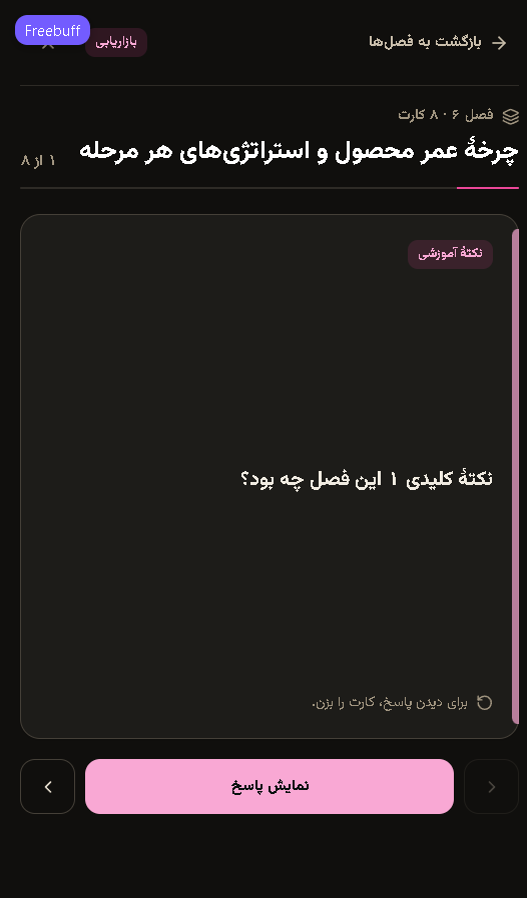 Freebuff
بازگشت به فصل‌ها
بازاریابی
فصل ۶ · ۸ کارت
چرخهٔ عمر محصول و استراتژی‌های هر مرحله
۱ از ۸
نکتهٔ آموزشی
نکتهٔ کلیدی ۱ این فصل چه بود؟
برای دیدن پاسخ، کارت را بزن.
نمایش پاسخ